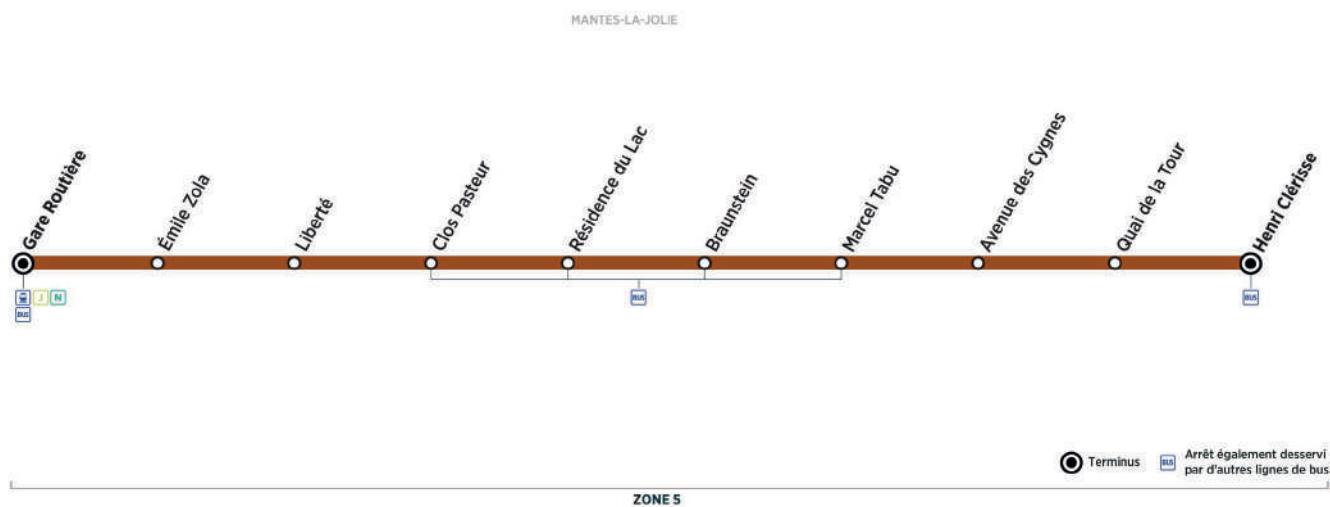 MANTES-LA-JOLIE
Gare Routière
Émile Zola
Liberté
Clos Pasteur
Résidence du Lac
Braunstein
Marcel Tabu
Avenue des Cygnes
Quai de la Tour
Henri Clérisse
J N
BUS
BUS
BUS
Terminus
BUS
Arrêt également desservi
par d'autres lignes de bus
ZONE 5